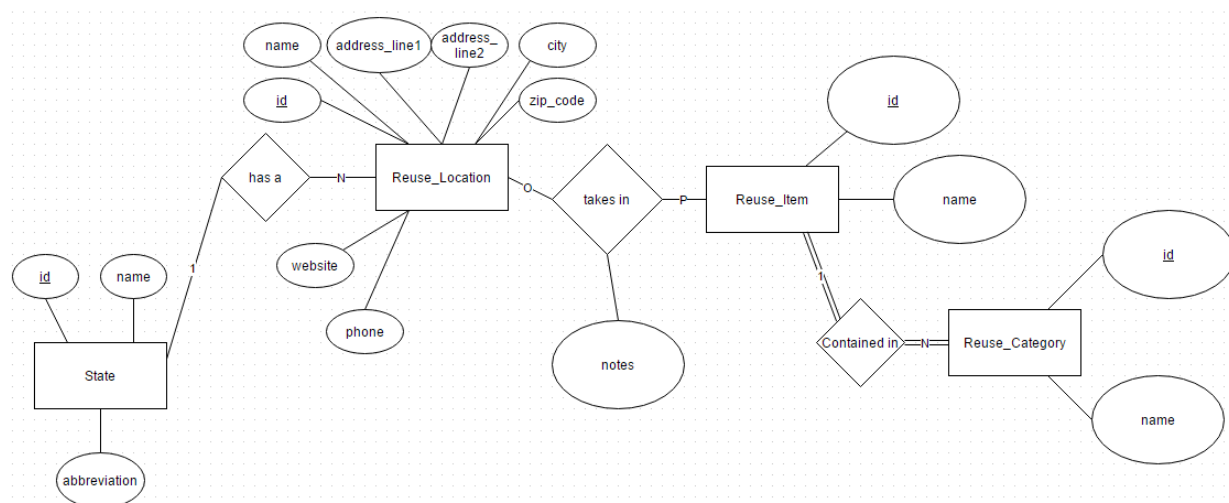 name
address_line1
address_
line2
city
id
zip_code
id
has a
N
Reuse_Location
O
takes in
P
Reuse_Item
name
website
id
name
1
id
1
phone
Contained in
N
Reuse_Category
State
notes
name
abbreviation